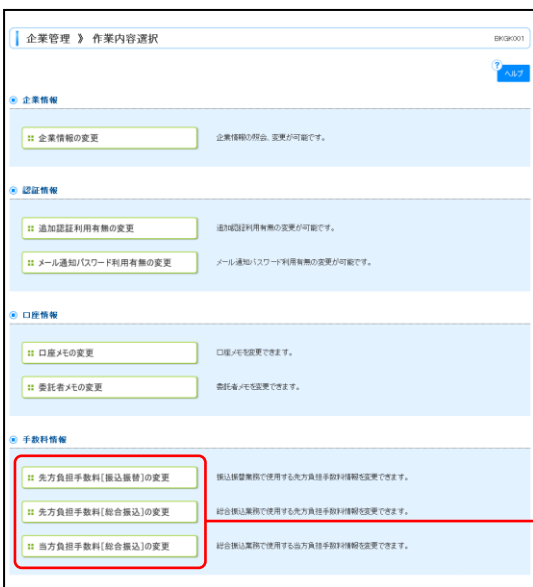 企業管理 》 作業内容選択
BKGK001
? ヘルプ
企業情報
企業情報の変更
企業情報の照会、変更が可能です。
認証情報
追加認証利用有無の変更
追加認証利用有無の変更が可能です。
メール通知パスワード利用有無の変更
メール通知パスワード利用有無の変更が可能です。
口座情報
口座メモの変更
口座メモを変更できます。
委託者メモの変更
委託者メモを変更できます。
手数料情報
先方負担手数料[振込振替]の変更
振込振替業務で使用する先方負担手数料情報を変更できます。
先方負担手数料[総合振込]の変更
総合振込業務で使用する先方負担手数料情報を変更できます。
当方負担手数料[総合振込]の変更
総合振込業務で使用する当方負担手数料情報を変更できます。